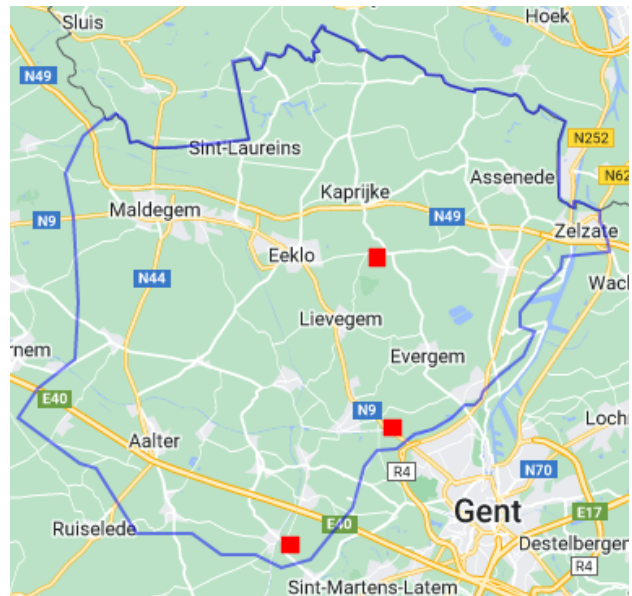 Sluis
Hoek
N49
N252
Sint-Laureins
Assenede
N62
Kaprijke
Maldegem
N9
N49
Zelzate
Eeklo
N44
Wach
Lievegem
rnem
Evergem
E40
N9
Loch
Aalter
R4
N70
Gent
E17
Ruiselede
E40
Destelbergen
R4
Sint-Martens-Latem